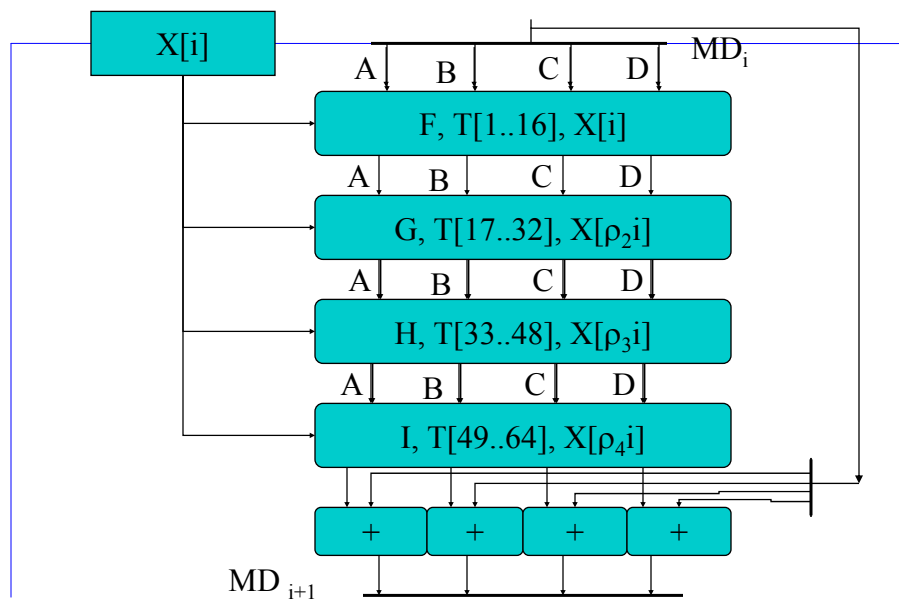 X[i]
MDᵢ
A B C D
F, T[1..16], X[i]
A B C D
G, T[17..32], X[ρ₂i]
A B C D
H, T[33..48], X[ρ₃i]
A B C D
I, T[49..64], X[ρ₄i]
+ + + +
MD ᵢ₊₁